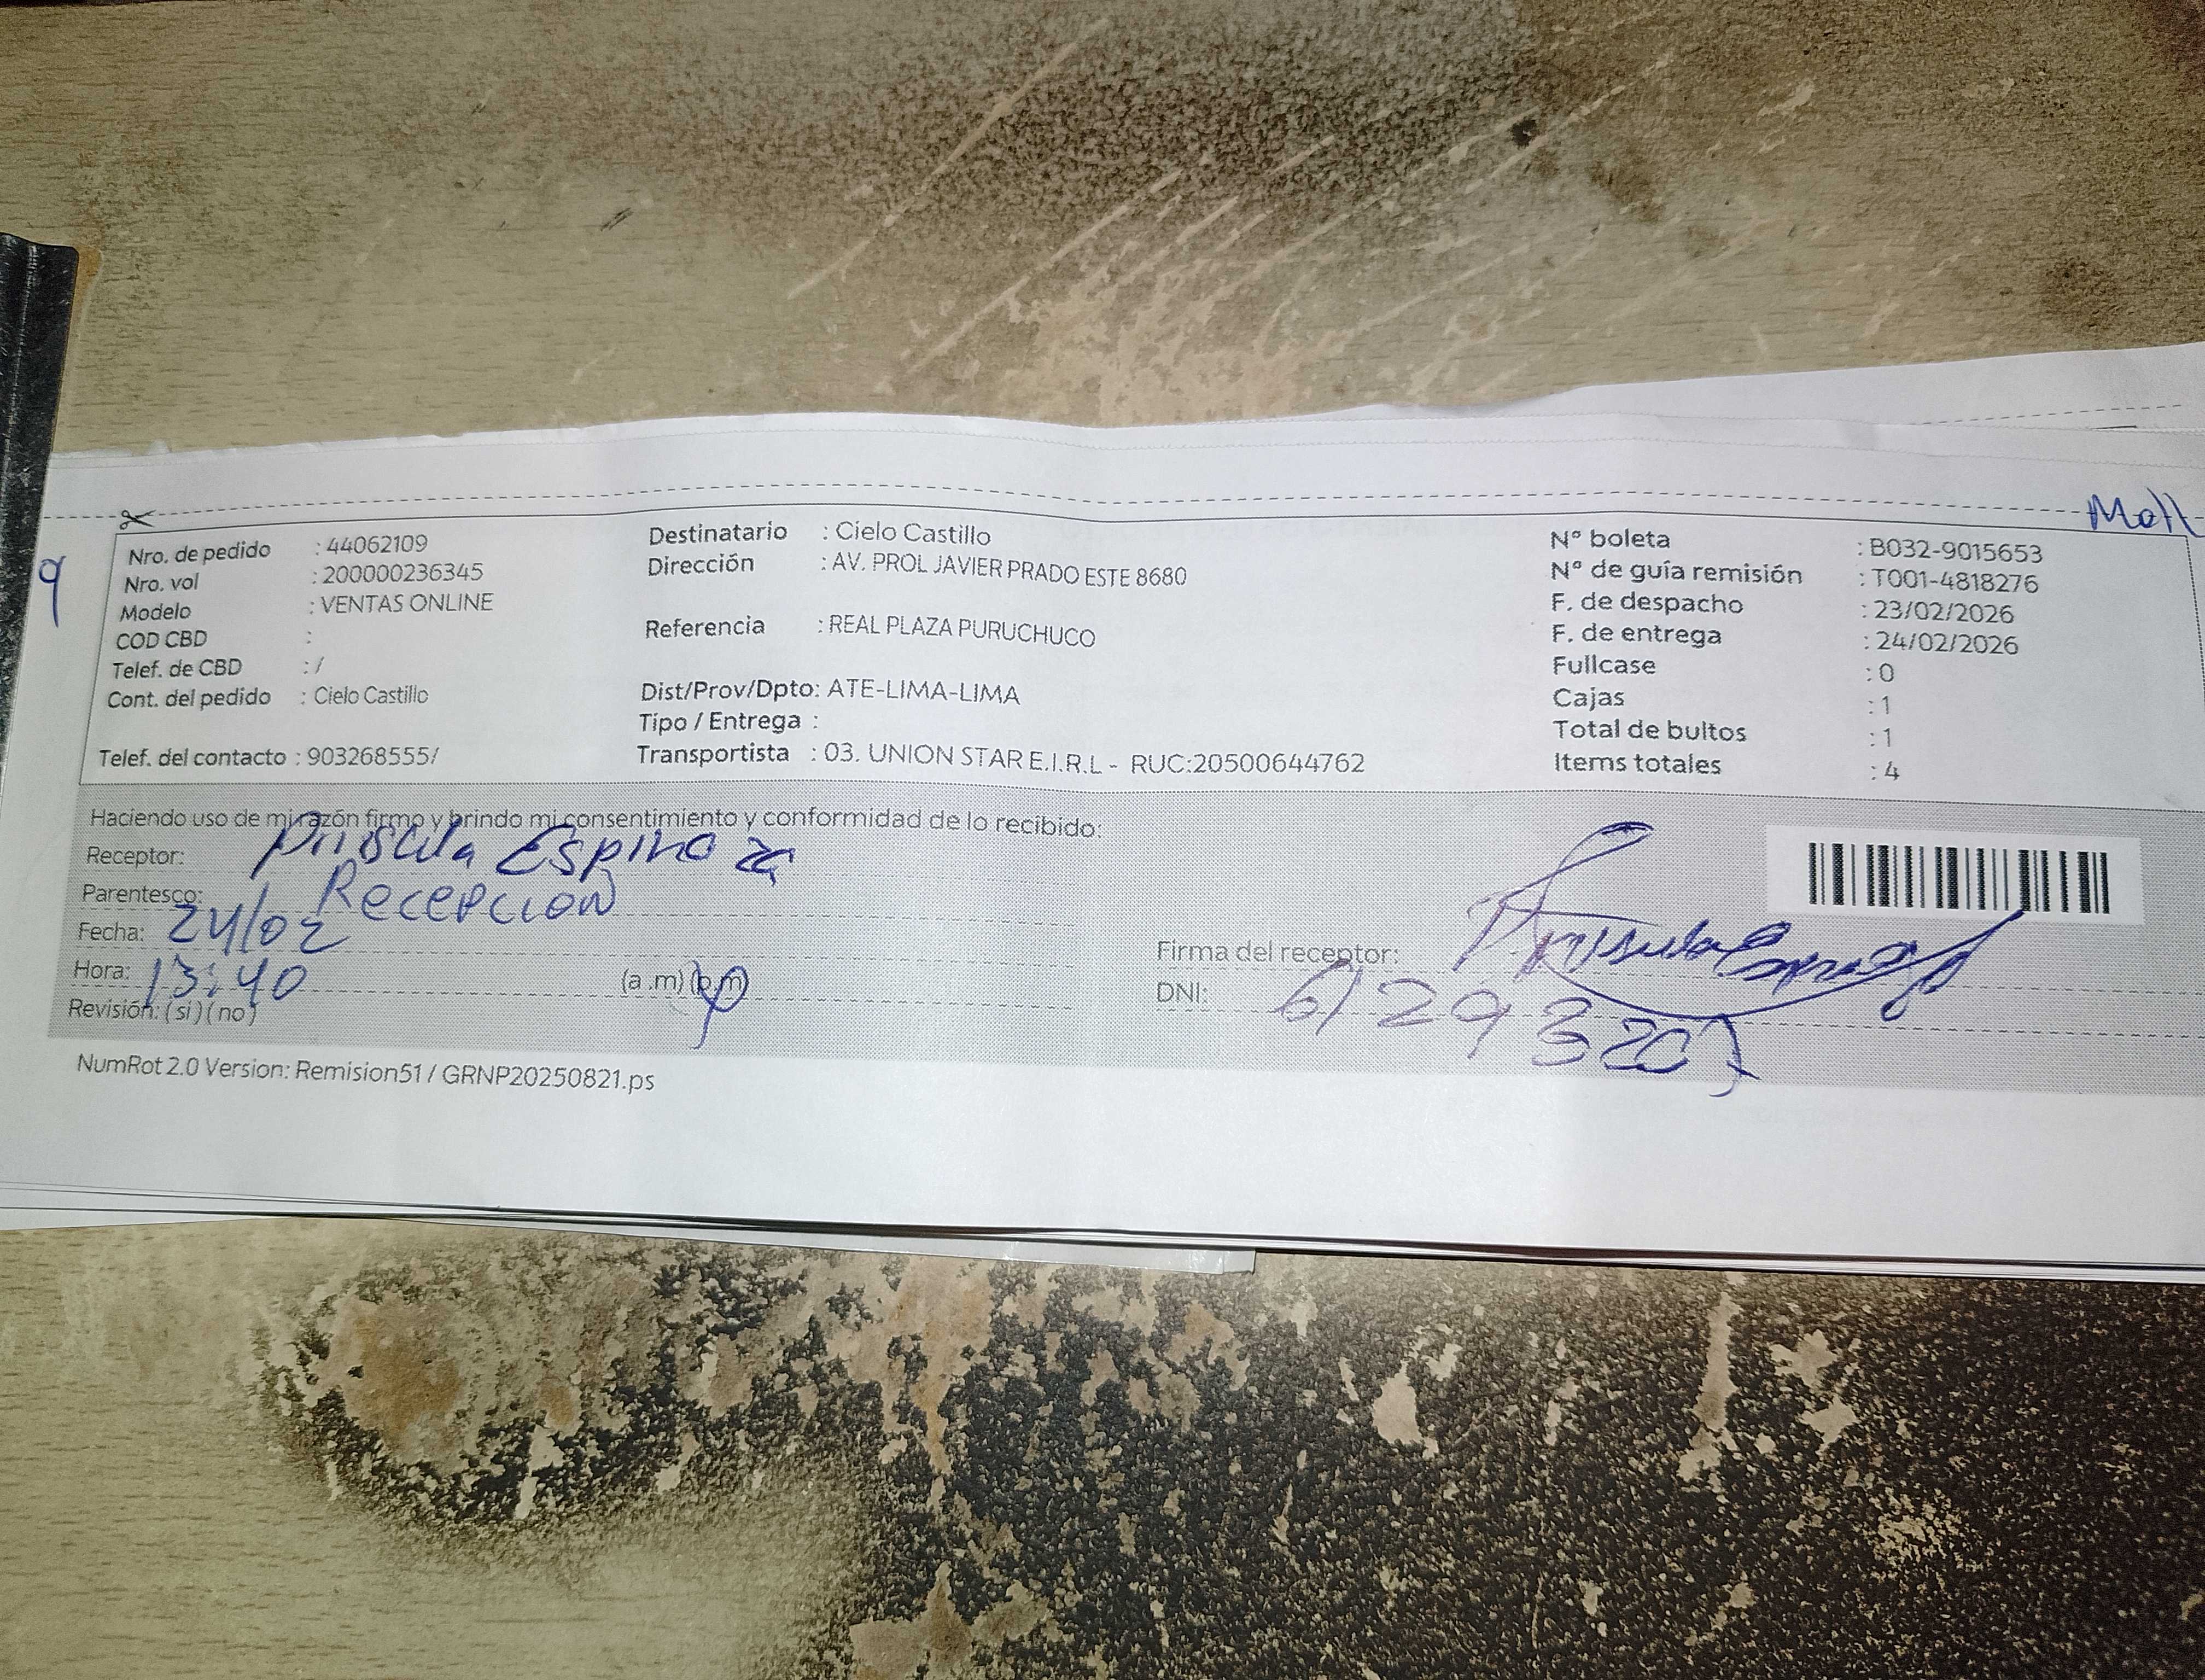 Moll
9
Nro. de pedido : 44062109
Nro. vol : 200000236345
Modelo : VENTAS ONLINE
COD CBD :
Telef. de CBD : /
Cont. del pedido : Cielo Castillo
Telef. del contacto : 903268555/
Destinatario : Cielo Castillo
Dirección : AV. PROL JAVIER PRADO ESTE 8680
Referencia : REAL PLAZA PURUCHUCO
Dist/Prov/Dpto: ATE-LIMA-LIMA
Tipo / Entrega :
Transportista : 03. UNION STAR E.I.R.L - RUC:20500644762
N° boleta : B032-9015653
N° de guía remisión : T001-4818276
F. de despacho : 23/02/2026
F. de entrega : 24/02/2026
Fullcase : 0
Cajas : 1
Total de bultos : 1
Items totales : 4
Haciendo uso de mi razón firmo y brindo mi consentimiento y conformidad de lo recibido:
Receptor: Priscila Espinoza
Parentesco: Recepcion
Fecha: 24/02
Hora: 13:40 (a.m) (p.m)
Revisión: (si) (no)
Firma del receptor:
DNI:
NumRot 2.0 Version: Remision51 / GRNP20250821.ps